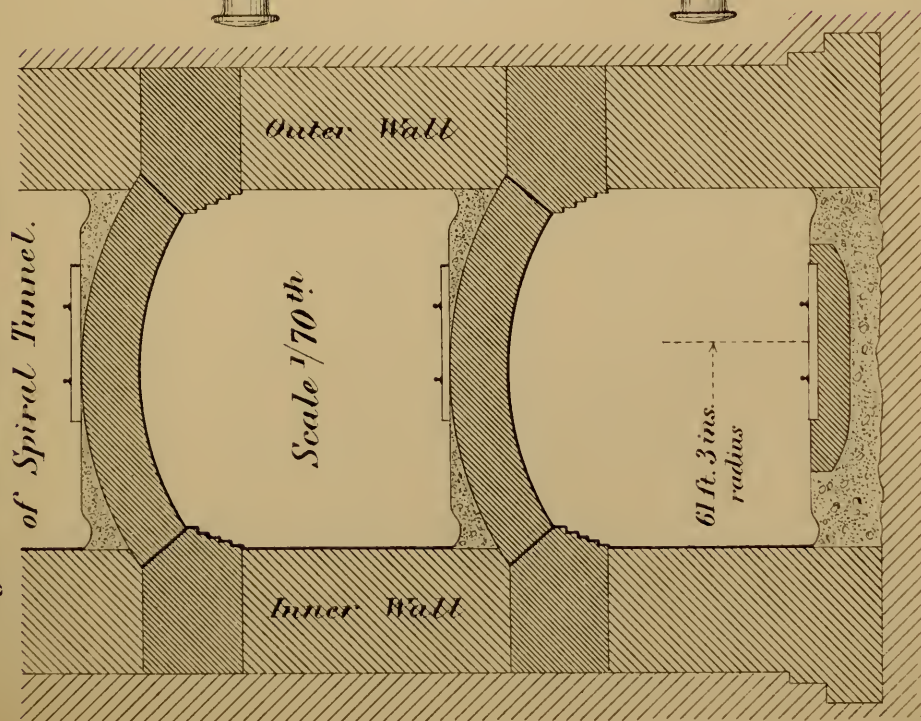 of Spiral Tunnel.
Outer Wall
Scale 1/70th
61 ft. 3 ins.
radius
Inner Wall